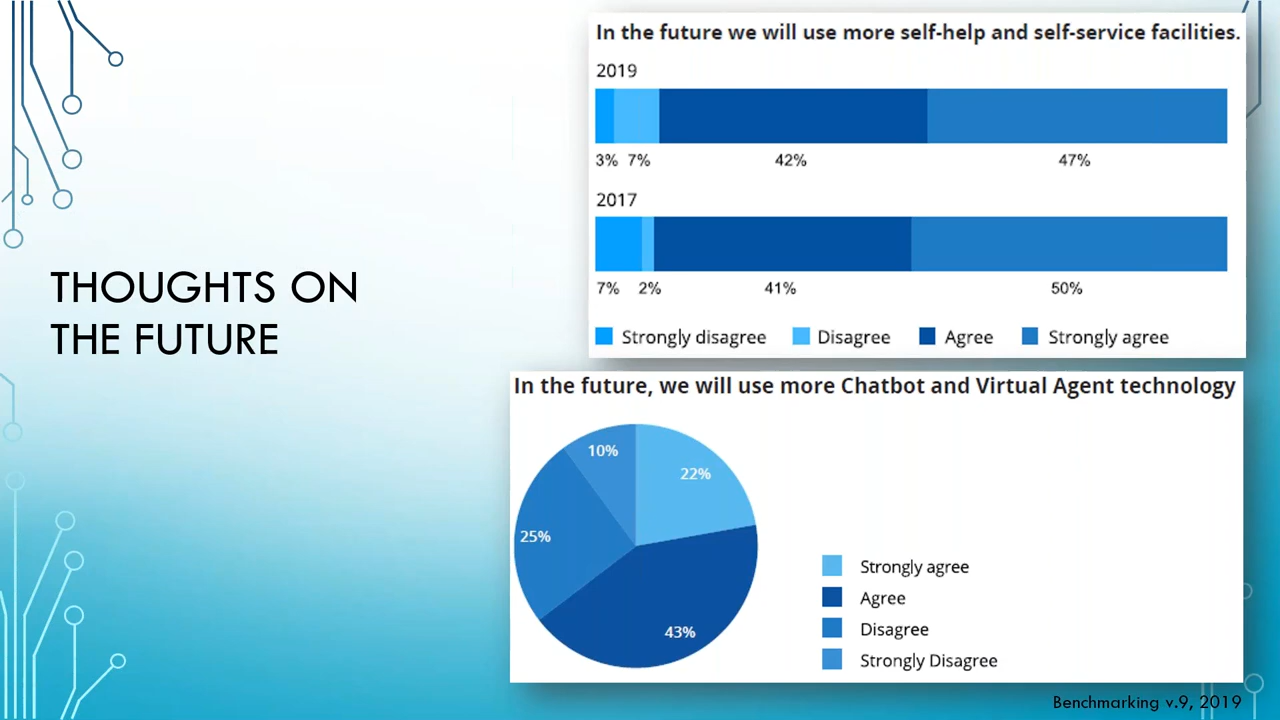 THOUGHTS ON
THE FUTURE
In the future we will use more self-help and self-service facilities.
2019
3% 7% 42% 47%
2017
7% 2% 41% 50%
Strongly disagree Disagree Agree Strongly agree
In the future, we will use more Chatbot and Virtual Agent technology
10%
22%
25%
43%
Strongly agree
Agree
Disagree
Strongly Disagree
Benchmarking v.9, 2019